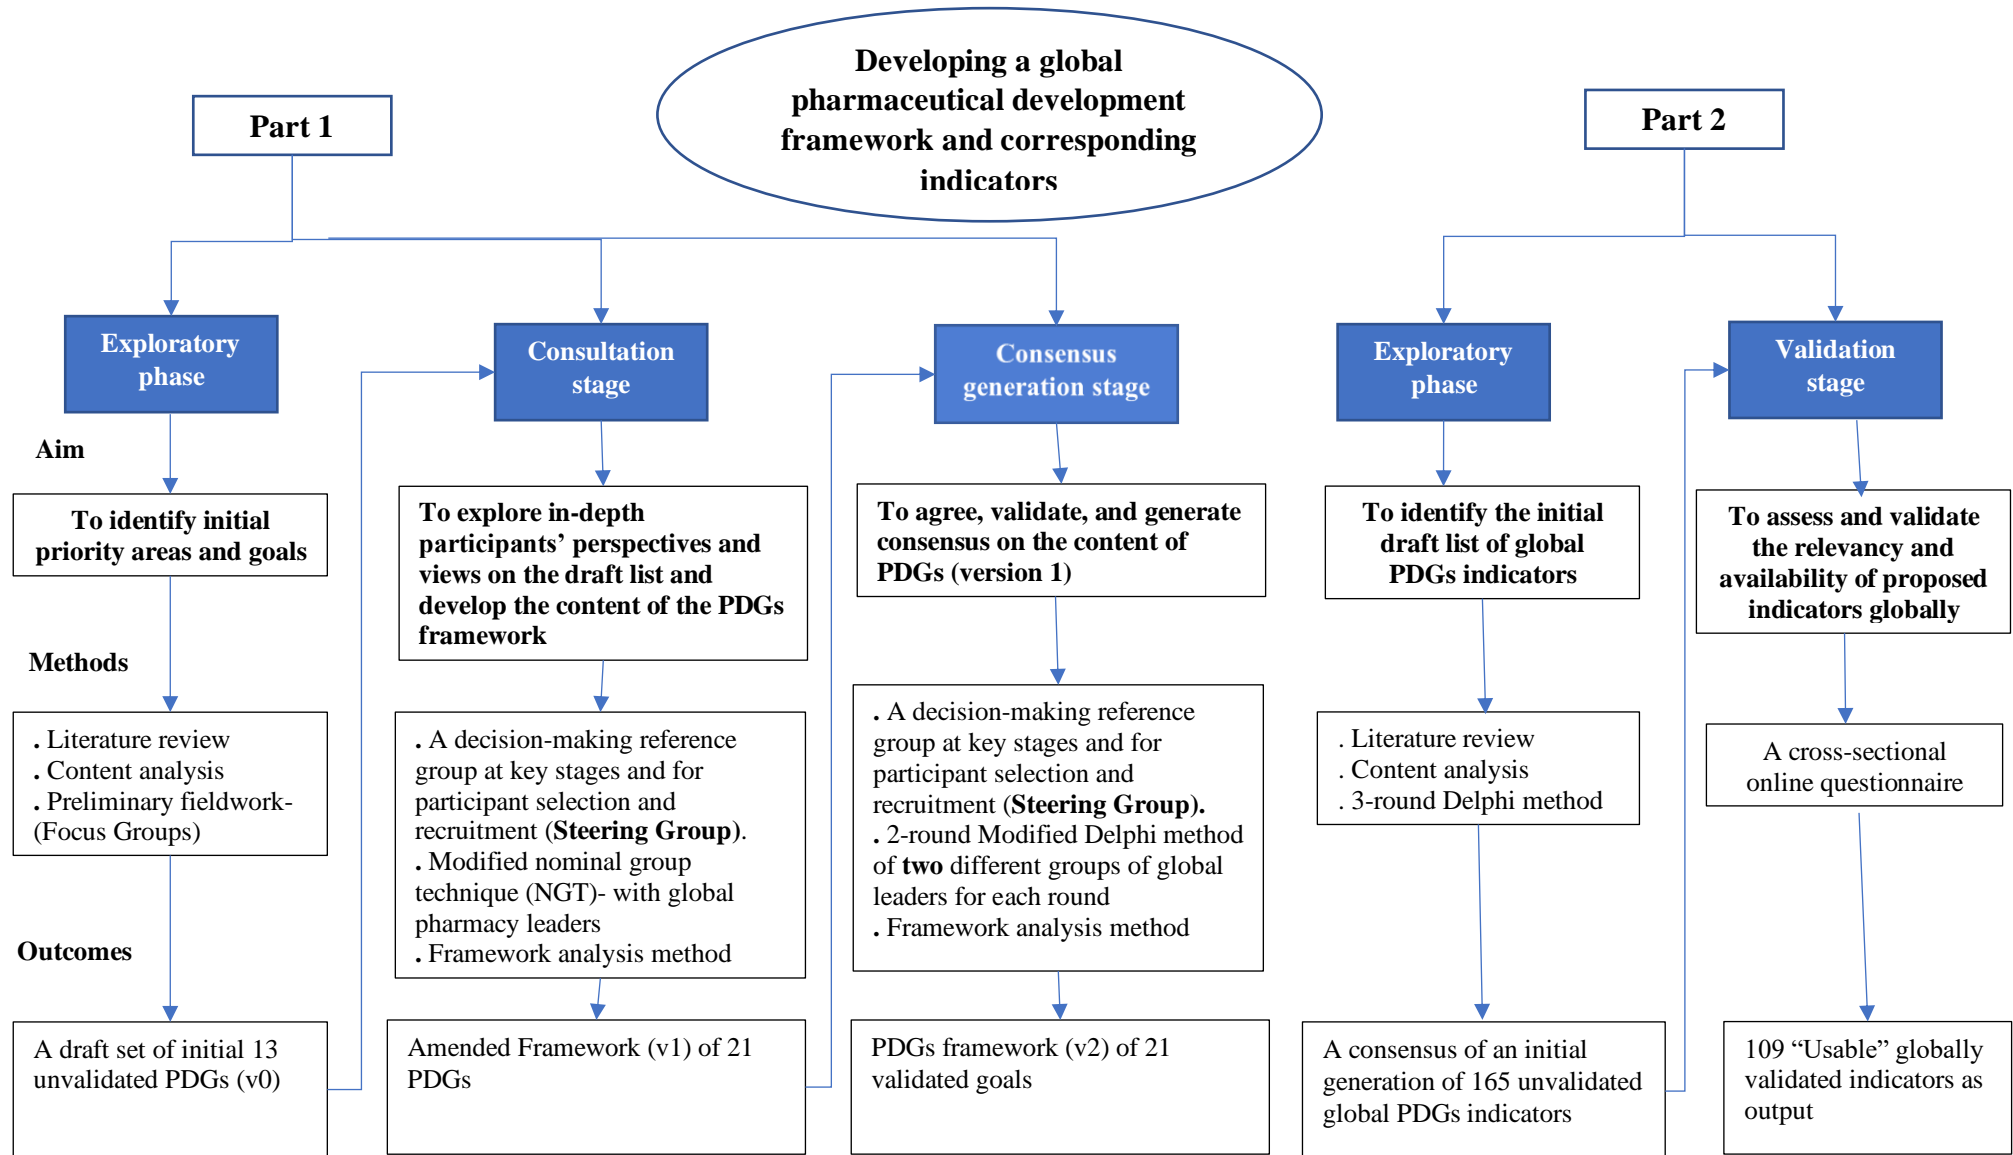 Developing a global
pharmaceutical development
framework and corresponding
indicators
Part 1
Part 2
Exploratory
phase
Consultation
stage
Consensus
generation stage
Exploratory
phase
Validation
stage
Aim
To identify initial
priority areas and goals
To explore in-depth
participants’ perspectives and
views on the draft list and
develop the content of the PDGs
framework
To agree, validate, and generate
consensus on the content of
PDGs (version 1)
To identify the initial
draft list of global
PDGs indicators
To assess and validate
the relevancy and
availability of proposed
indicators globally
Methods
. Literature review
. Content analysis
. Preliminary fieldwork-
(Focus Groups)
. A decision-making reference
group at key stages and for
participant selection and
recruitment (Steering Group).
. Modified nominal group
technique (NGT)- with global
pharmacy leaders
. Framework analysis method
. A decision-making reference
group at key stages and for
participant selection and
recruitment (Steering Group).
. 2-round Modified Delphi method
of two different groups of global
leaders for each round
. Framework analysis method
. Literature review
. Content analysis
. 3-round Delphi method
A cross-sectional
online questionnaire
Outcomes
A draft set of initial 13
unvalidated PDGs (v0)
Amended Framework (v1) of 21
PDGs
PDGs framework (v2) of 21
validated goals
A consensus of an initial
generation of 165 unvalidated
global PDGs indicators
109 “Usable” globally
validated indicators as
output